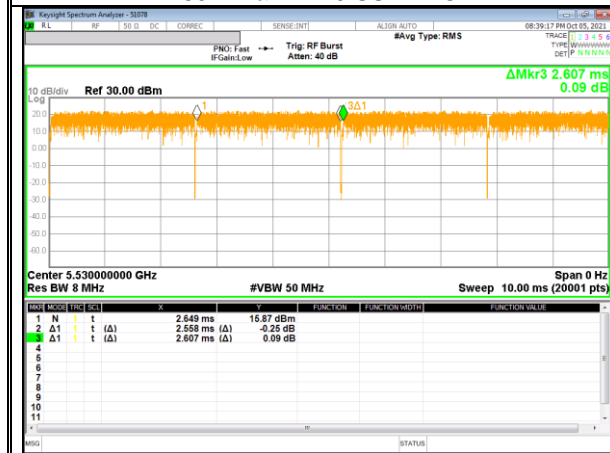 Keysight Spectrum Analyzer - 51078
RL RF 50 Ω DC CORREC SENSE:INT ALIGN AUTO 08:39:17 PM Oct 05, 2021
#Avg Type: RMS TRACE 1 2 3 4 5 6
PNO: Fast Trig: RF Burst TYPE WWWWWW
IFGain:Low Atten: 40 dB DET P N N N N N
ΔMkr3 2.607 ms
0.09 dB
10 dB/div Ref 30.00 dBm
Log
1 3Δ1
20.0
10.0
0.00
-10.0
-20.0
-30.0
-40.0
-50.0
-60.0
Center 5.530000000 GHz Span 0 Hz
Res BW 8 MHz #VBW 50 MHz Sweep 10.00 ms (20001 pts)
MKR MODE TRC SCL X Y FUNCTION FUNCTION WIDTH FUNCTION VALUE
1 N 1 t 2.649 ms 15.87 dBm
2 Δ1 1 t (Δ) 2.558 ms (Δ) -0.25 dB
3 Δ1 1 t (Δ) 2.607 ms (Δ) 0.09 dB
4
5
6
7
8
9
10
11
MSG STATUS